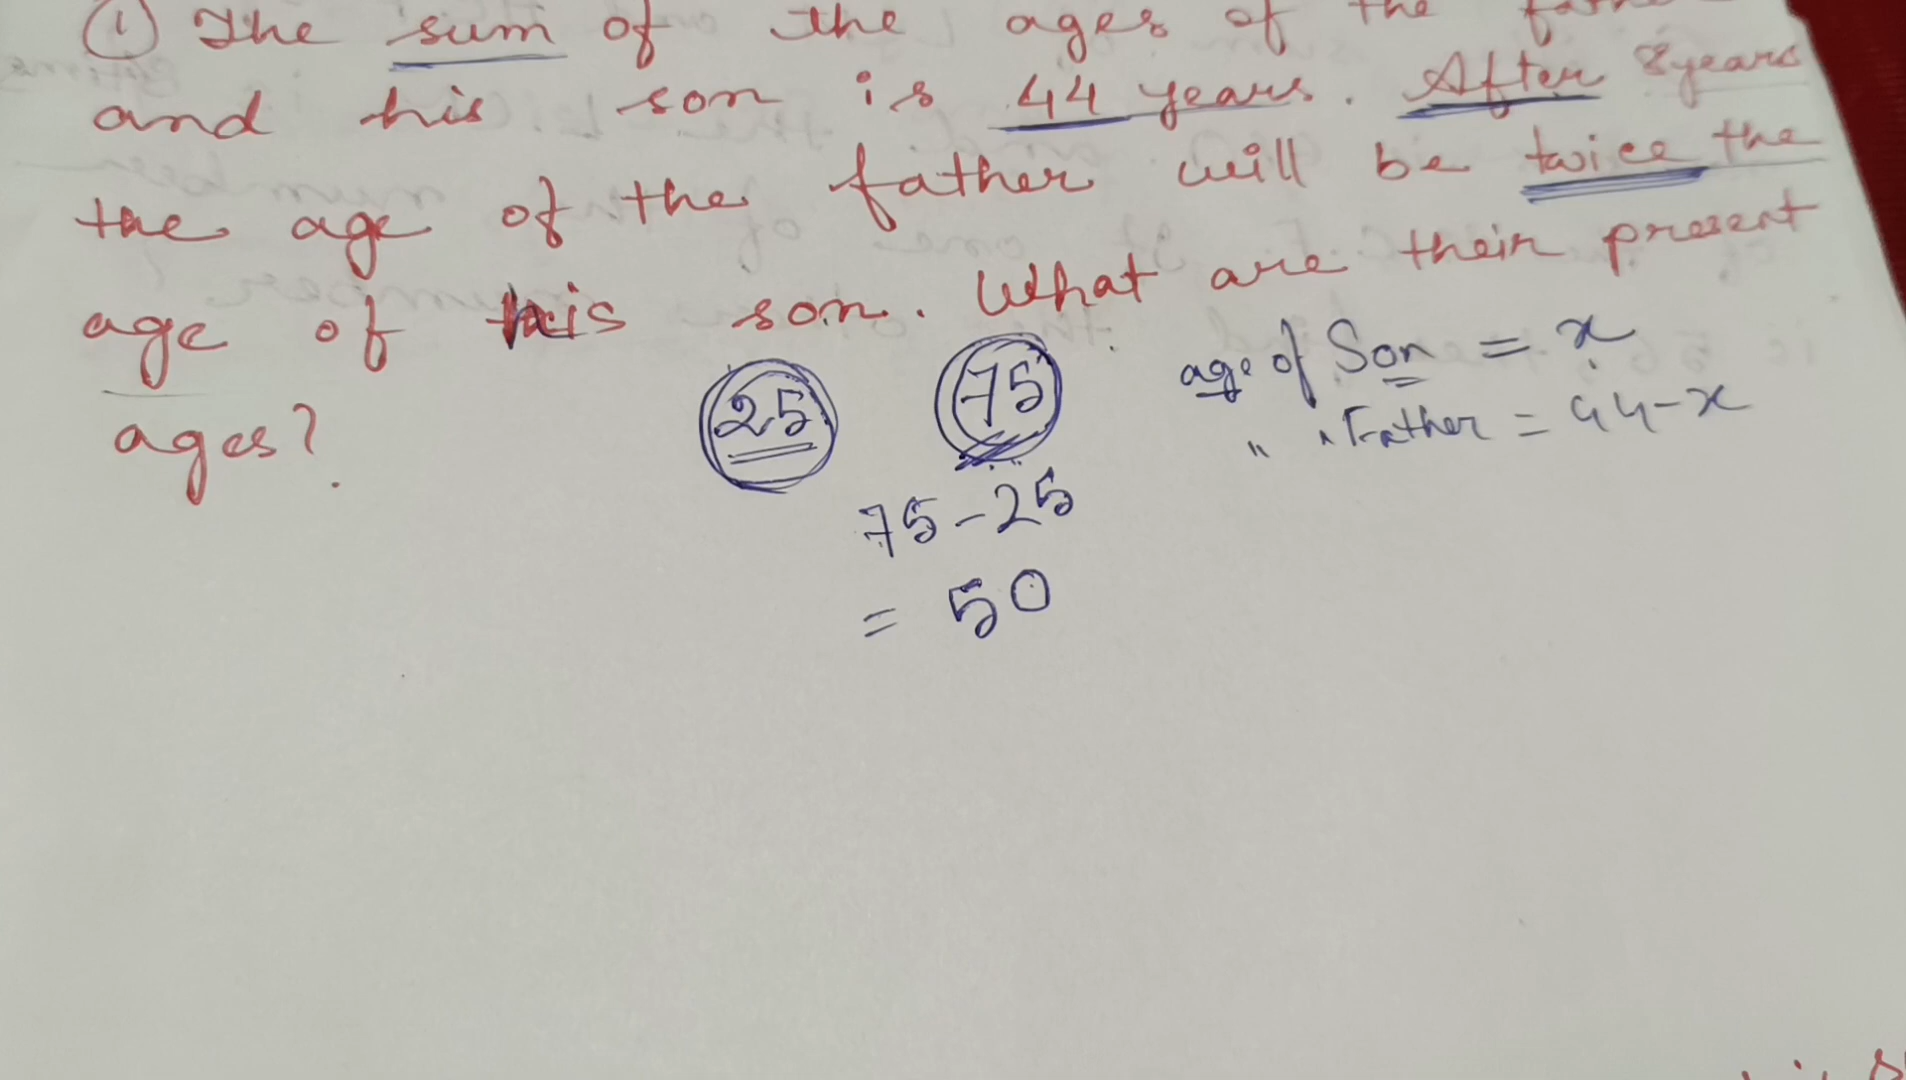 ① The sum of the ages of the father
and his son is 44 years. After 8 years
the age of the father will be twice the
age of his son. What are their present
ages?
25 75
75-25
= 50
age of Son = x
" " Father = 44-x